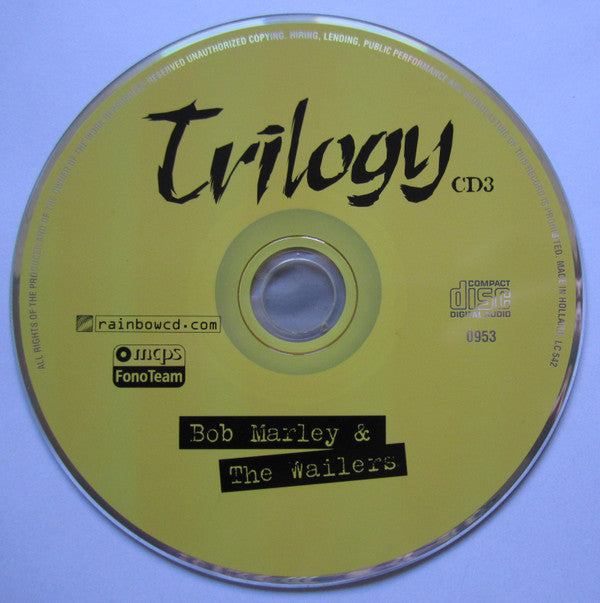 ALL RIGHTS OF THE PRODUCER AND OF THE OWNER OF THE WORK REPRODUCED RESERVED UNAUTHORIZED COPYING. HIRING, LENDING, PUBLIC PERFORMANCE AND BROADCASTING OF THIS RECORD IS PROHIBITED. MADE IN HOLLAND. LC 542
Trilogy
CD3
COMPACT
disc
DIGITAL AUDIO
rainbowcd.com
0953
mcps
FonoTeam
Bob Marley &
The Wailers